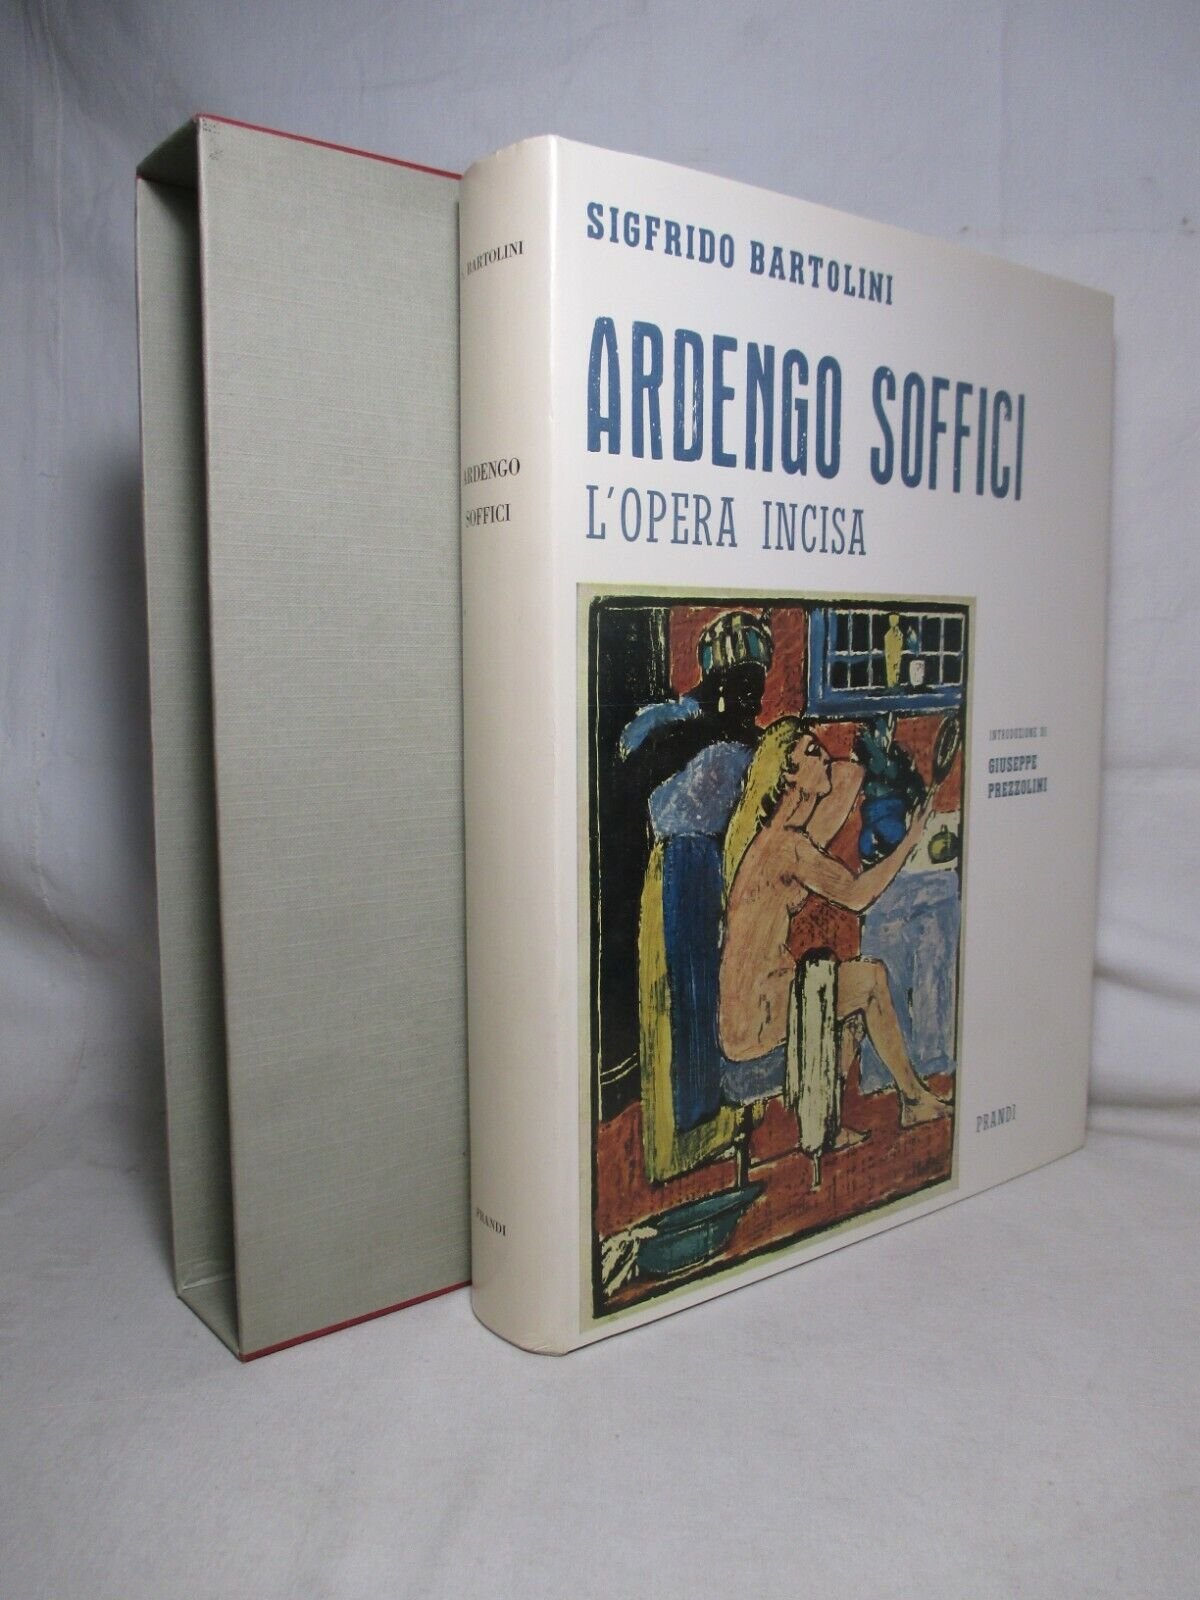 BARTOLINI
ARDENGO
SOFFICI
PRANDI
SIGFRIDO BARTOLINI
ARDENGO SOFFICI
L'OPERA INCISA
INTRODUZIONE DI
GIUSEPPE
PREZZOLINI
PRANDI